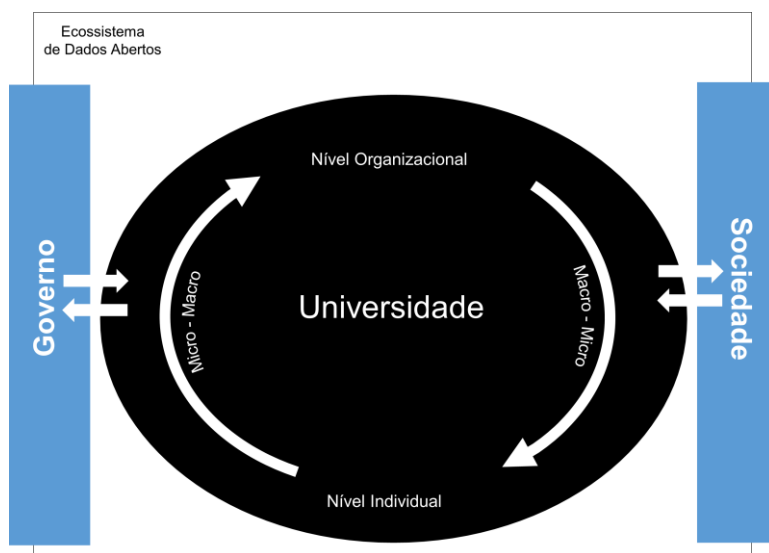 Ecossistema
de Dados Abertos
Nível Organizacional
Governo
Micro - Macro
Universidade
Macro - Micro
Sociedade
Nível Individual